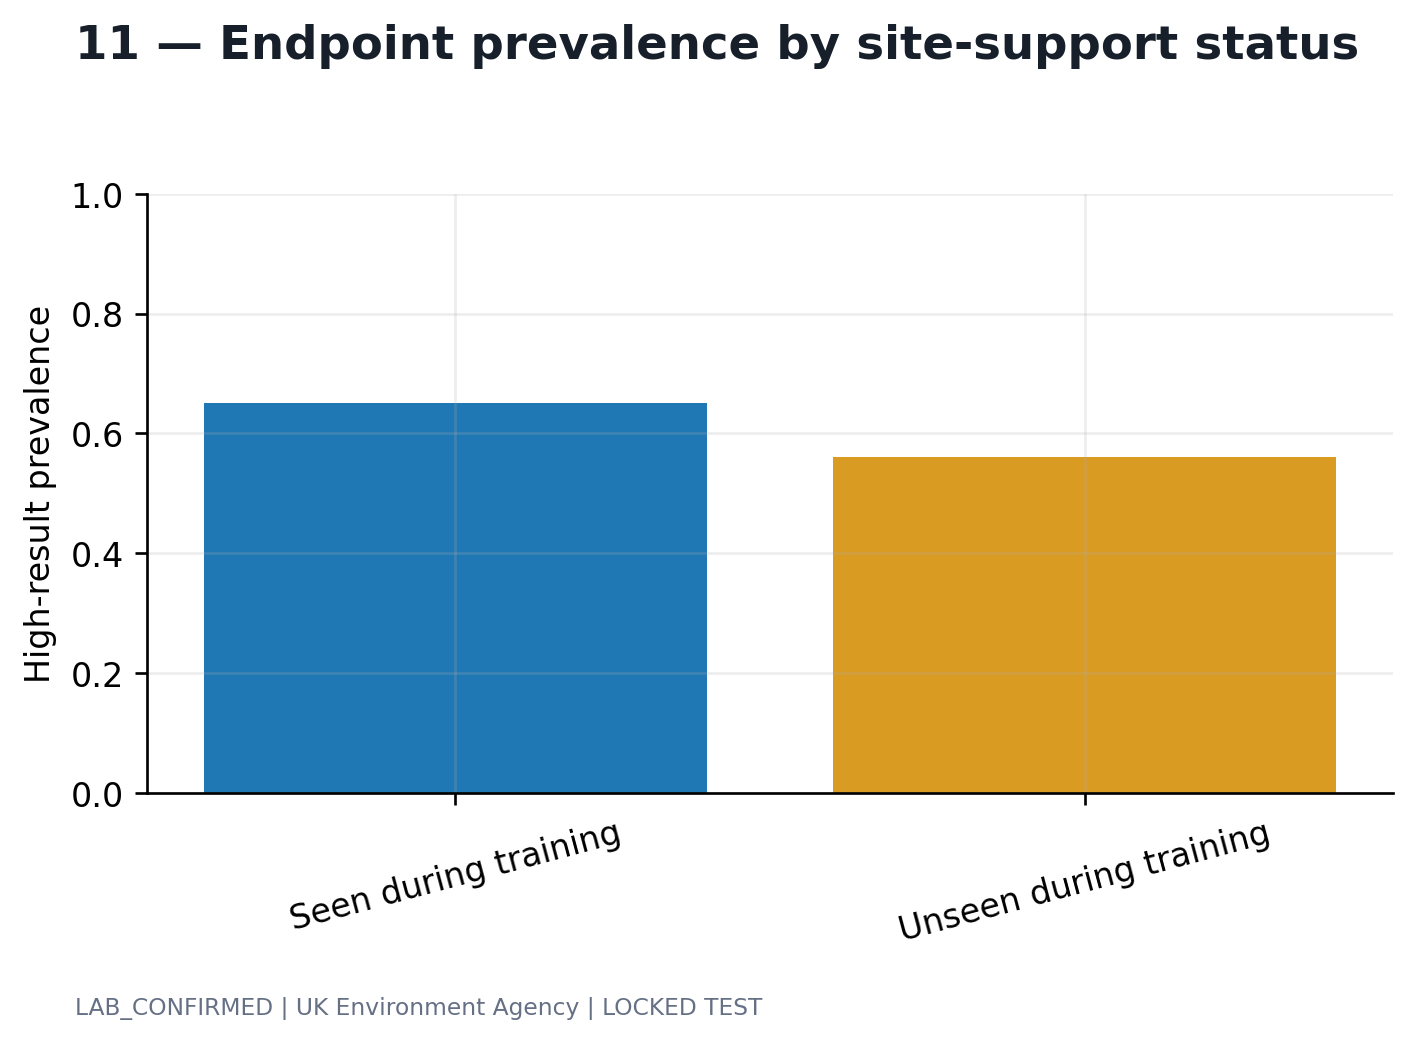 11 — Endpoint prevalence by site-support status
1.0
0.8
0.6
0.4
0.2
0.0
High-result prevalence
Seen during training
Unseen during training
LAB_CONFIRMED | UK Environment Agency | LOCKED TEST